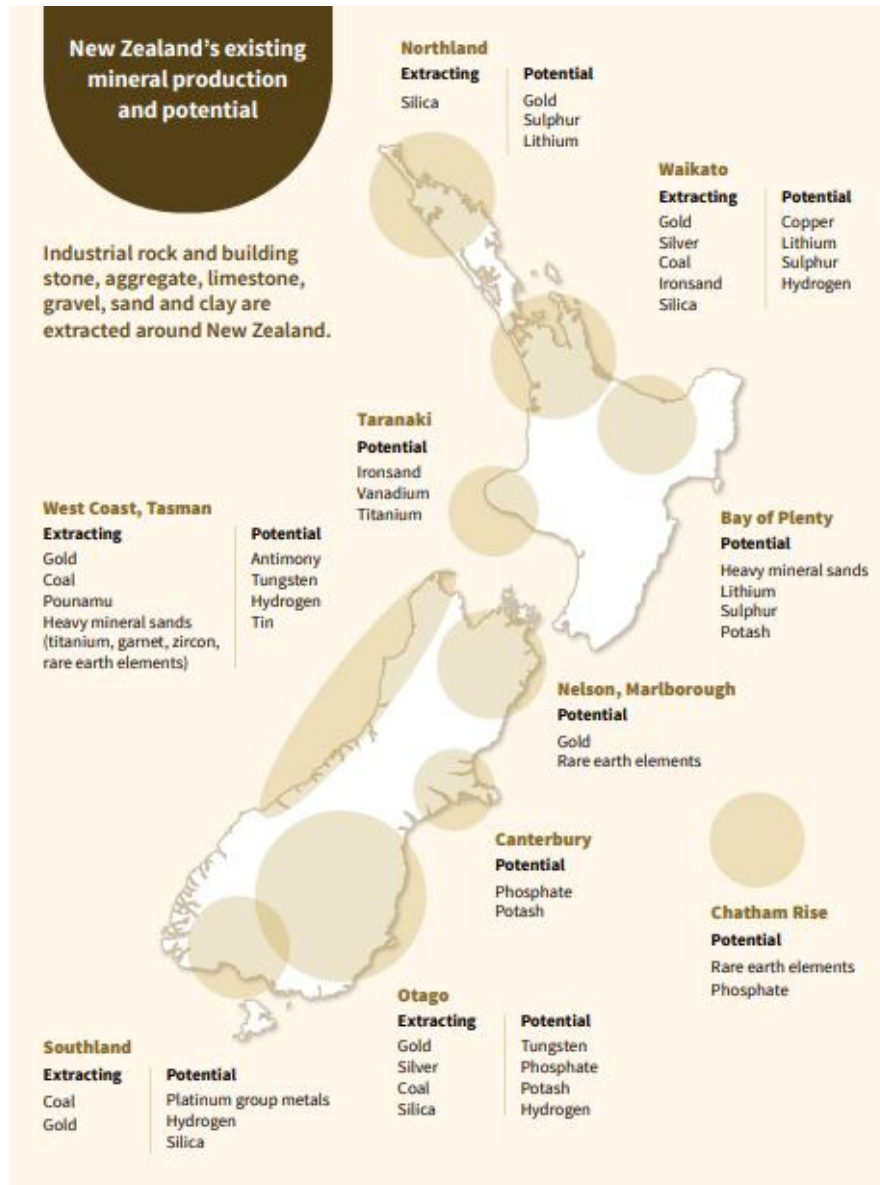 New Zealand's existing
mineral production
and potential
Industrial rock and building
stone, aggregate, limestone,
gravel, sand and clay are
extracted around New Zealand.
Northland
Extracting
Silica
Potential
Gold
Sulphur
Lithium
Waikato
Extracting
Gold
Silver
Coal
Ironsand
Silica
Potential
Copper
Lithium
Sulphur
Hydrogen
Taranaki
Potential
Ironsand
Vanadium
Titanium
West Coast, Tasman
Extracting
Gold
Coal
Pounamu
Heavy mineral sands
(titanium, garnet, zircon,
rare earth elements)
Potential
Antimony
Tungsten
Hydrogen
Tin
Bay of Plenty
Potential
Heavy mineral sands
Lithium
Sulphur
Potash
Nelson, Marlborough
Potential
Gold
Rare earth elements
Canterbury
Potential
Phosphate
Potash
Chatham Rise
Potential
Rare earth elements
Phosphate
Otago
Extracting
Gold
Silver
Coal
Silica
Potential
Tungsten
Phosphate
Potash
Hydrogen
Southland
Extracting
Coal
Gold
Potential
Platinum group metals
Hydrogen
Silica